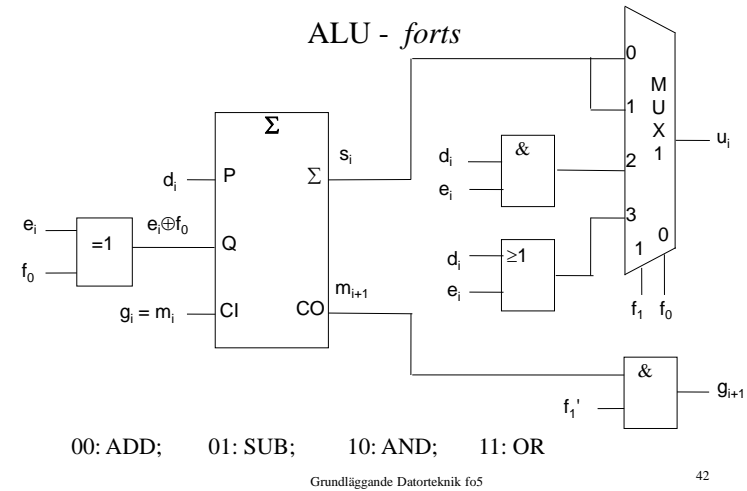 ALU - forts
0
M
1 U
X
1
2
3
1 0
u_i
f_1 f_0
Σ
d_i P Σ s_i
e_i =1 e_i⊕f_0 Q
f_0
g_i = m_i CI CO m_{i+1}
d_i &
e_i
d_i ≥1
e_i
& g_{i+1}
f_1'
00: ADD; 01: SUB; 10: AND; 11: OR
Grundläggande Datorteknik fo5 42